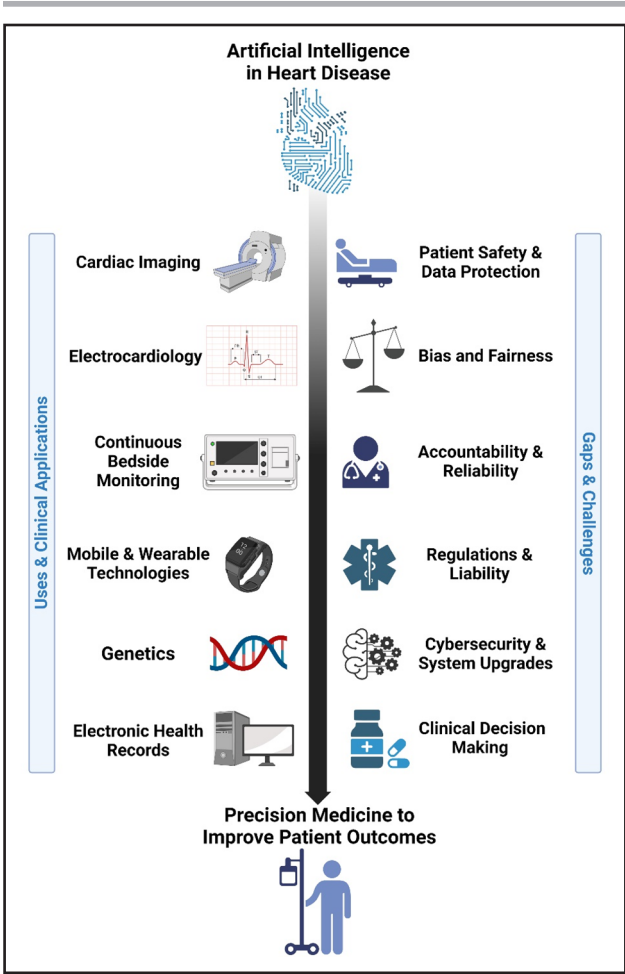 Artificial Intelligence
in Heart Disease
Uses & Clinical Applications
Cardiac Imaging
Electrocardiology
Continuous
Bedside
Monitoring
Mobile & Wearable
Technologies
Genetics
Electronic Health
Records
Patient Safety &
Data Protection
Bias and Fairness
Accountability &
Reliability
Regulations &
Liability
Cybersecurity &
System Upgrades
Clinical Decision
Making
Gaps & Challenges
Precision Medicine to
Improve Patient Outcomes